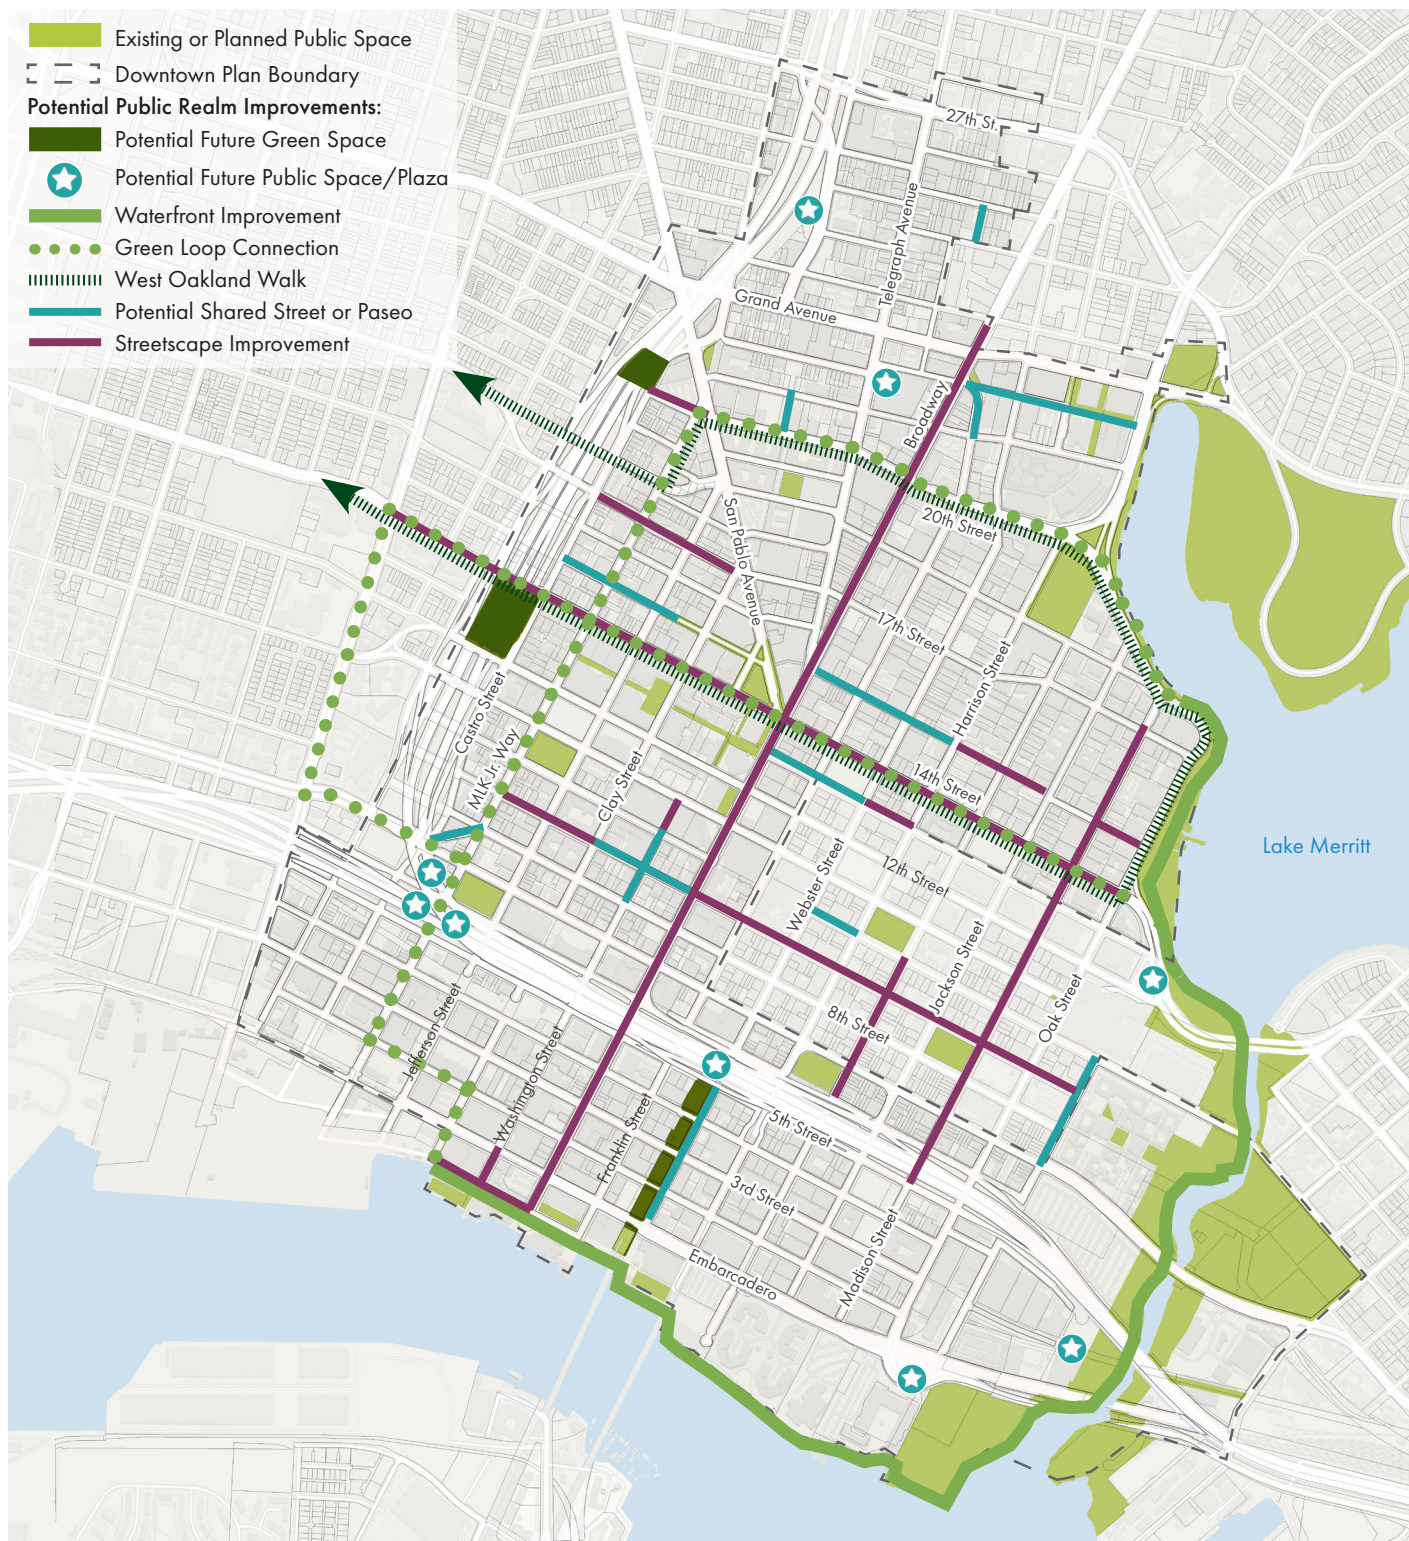 Existing or Planned Public Space
Downtown Plan Boundary
Potential Public Realm Improvements:
Potential Future Green Space
Potential Future Public Space/Plaza
Waterfront Improvement
Green Loop Connection
West Oakland Walk
Potential Shared Street or Paseo
Streetscape Improvement
27th St.
Telegraph Avenue
Grand Avenue
Broadway
San Pablo Avenue
20th Street
17th Street
Harrison Street
Castro Street
MLK Jr. Way
Clay Street
14th Street
Lake Merritt
Webster Street
12th Street
Jackson Street
Oak Street
8th Street
Jefferson Street
Washington Street
Franklin Street
5th Street
3rd Street
Madison Street
Embarcadero